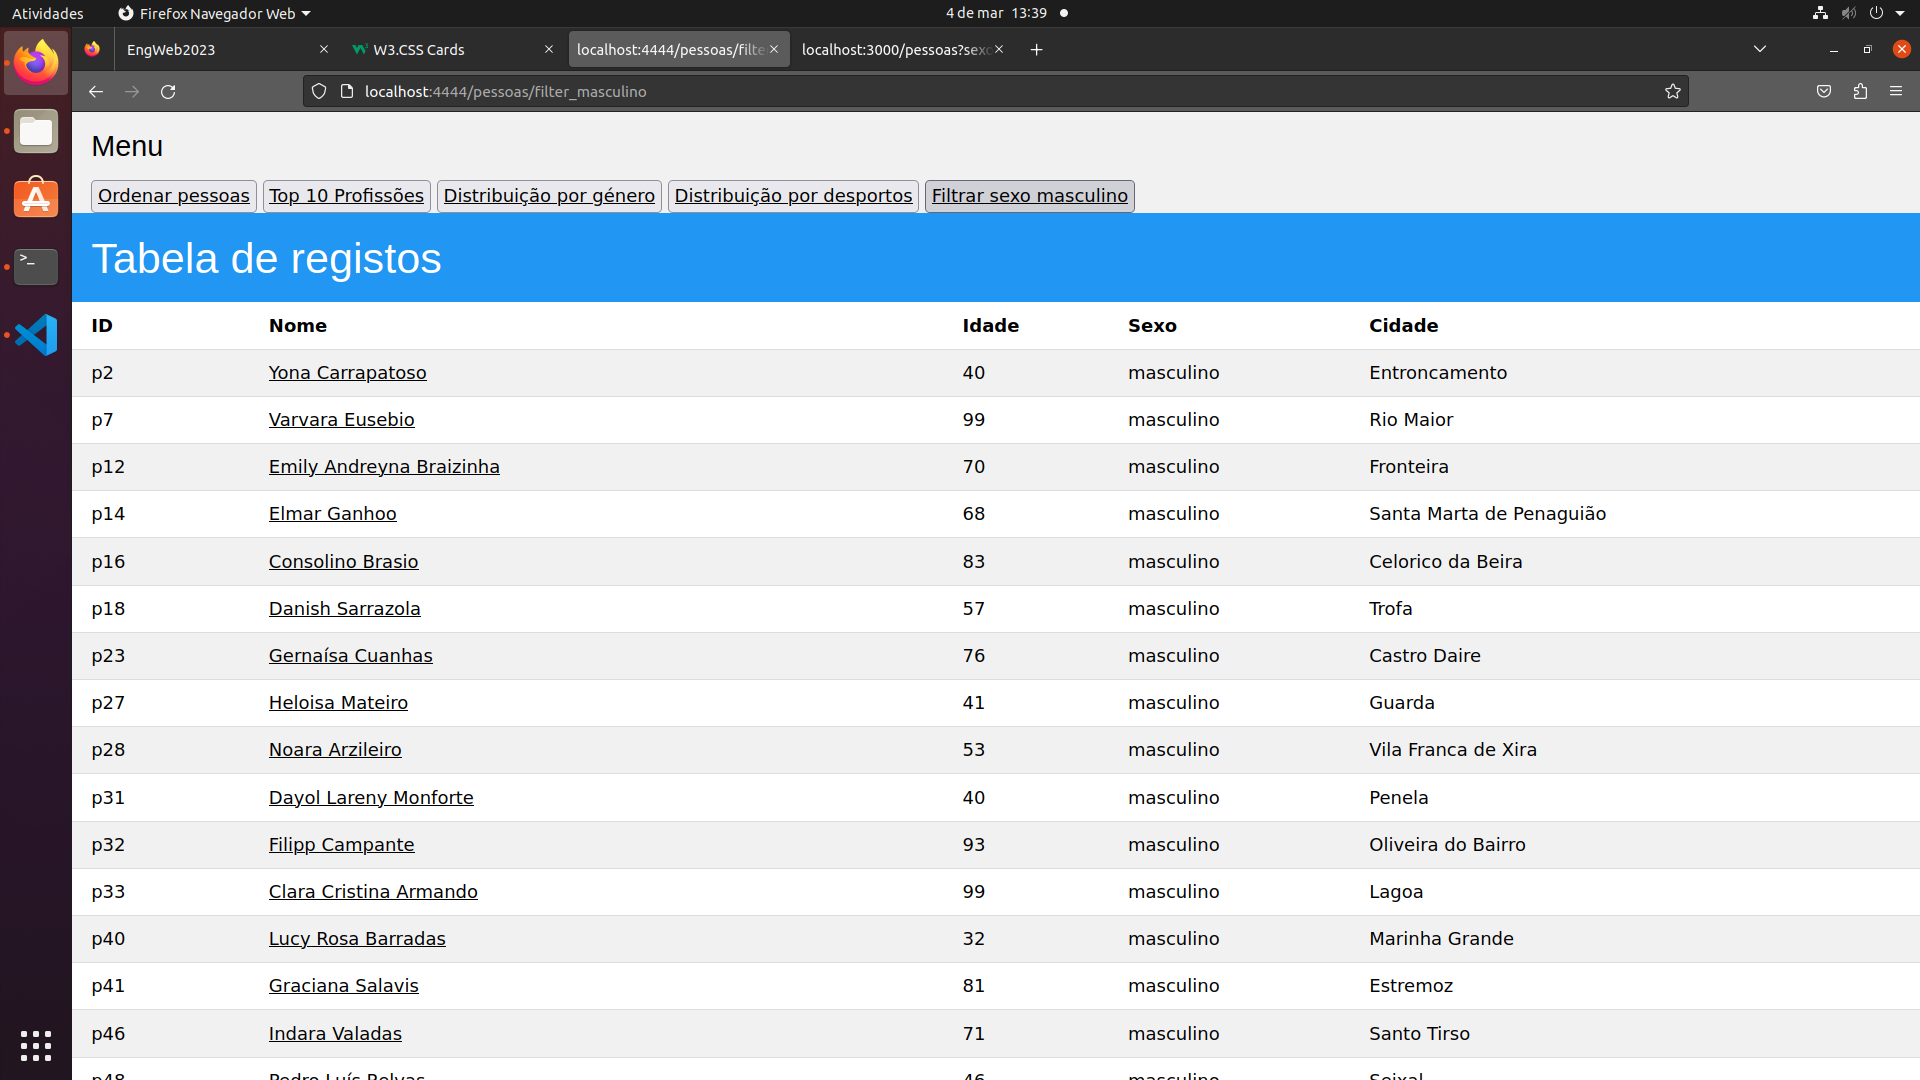 Atividades Firefox Navegador Web 4 de mar 13:39
EngWeb2023 W3.CSS Cards localhost:4444/pessoas/filte localhost:3000/pessoas?sexo
localhost:4444/pessoas/filter_masculino
Menu
Ordenar pessoas Top 10 Profissões Distribuição por género Distribuição por desportos Filtrar sexo masculino
Tabela de registos
ID Nome Idade Sexo Cidade
p2 Yona Carrapatoso 40 masculino Entroncamento
p7 Varvara Eusebio 99 masculino Rio Maior
p12 Emily Andreyna Braizinha 70 masculino Fronteira
p14 Elmar Ganhoo 68 masculino Santa Marta de Penaguião
p16 Consolino Brasio 83 masculino Celorico da Beira
p18 Danish Sarrazola 57 masculino Trofa
p23 Gernaísa Cuanhas 76 masculino Castro Daire
p27 Heloisa Mateiro 41 masculino Guarda
p28 Noara Arzileiro 53 masculino Vila Franca de Xira
p31 Dayol Lareny Monforte 40 masculino Penela
p32 Filipp Campante 93 masculino Oliveira do Bairro
p33 Clara Cristina Armando 99 masculino Lagoa
p40 Lucy Rosa Barradas 32 masculino Marinha Grande
p41 Graciana Salavis 81 masculino Estremoz
p46 Indara Valadas 71 masculino Santo Tirso
p48 Pedro Luís Relvas 46 masculino Seixal